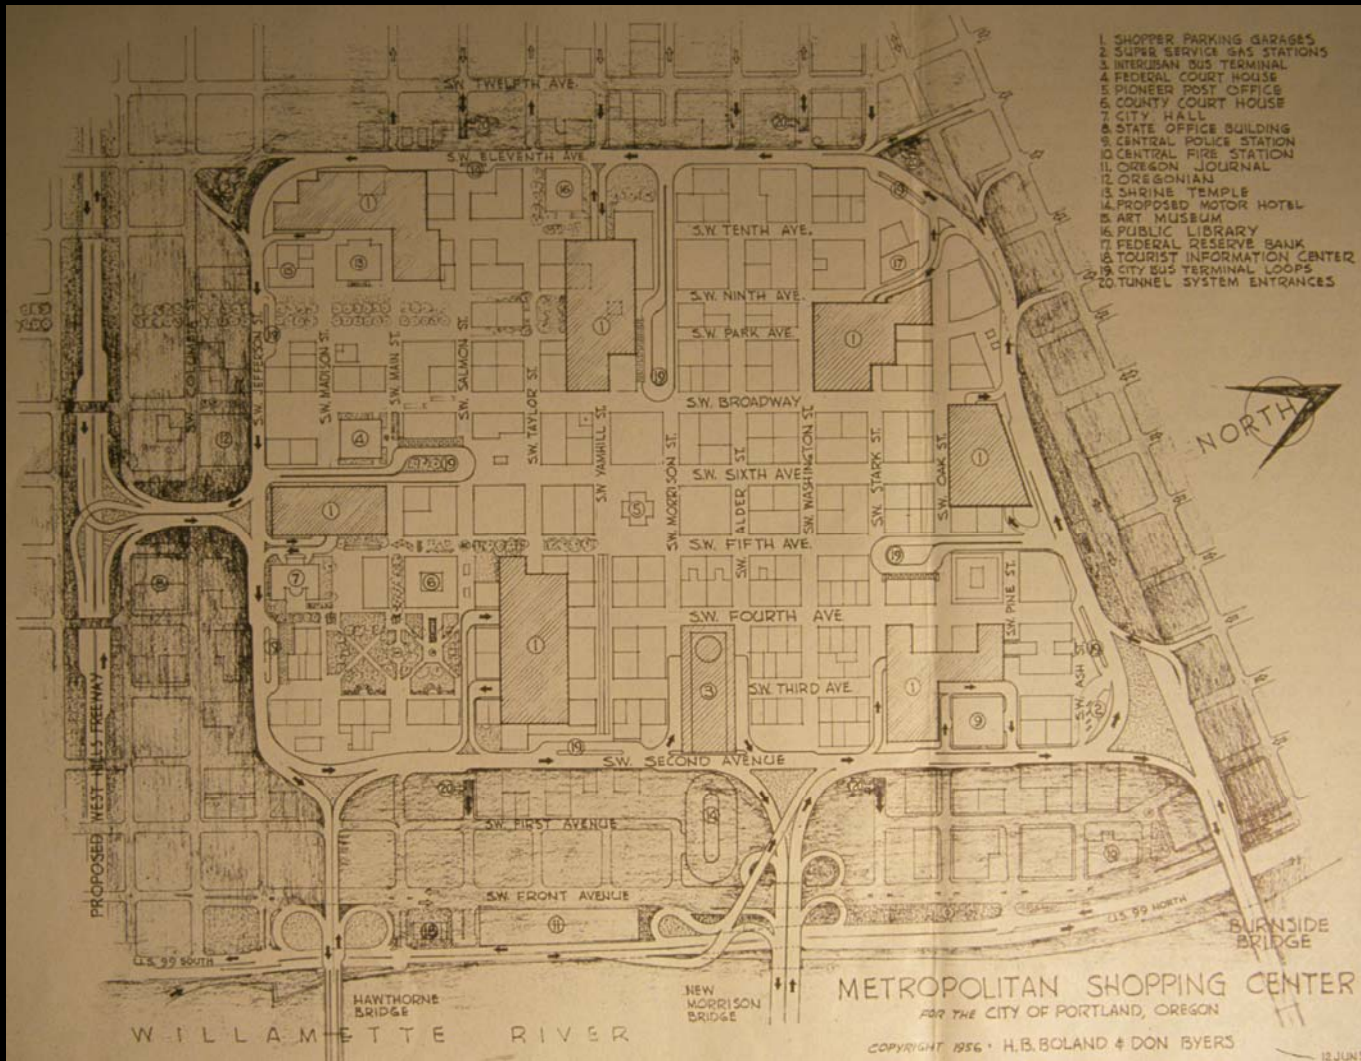 1. SHOPPER PARKING GARAGES
2. SUPER SERVICE GAS STATIONS
3. INTERURBAN BUS TERMINAL
4. FEDERAL COURT HOUSE
5. PIONEER POST OFFICE
6. COUNTY COURT HOUSE
7. CITY HALL
8. STATE OFFICE BUILDING
9. CENTRAL POLICE STATION
10. CENTRAL FIRE STATION
11. OREGON JOURNAL
12. OREGONIAN
13. SHRINE TEMPLE
14. PROPOSED MOTOR HOTEL
15. ART MUSEUM
16. PUBLIC LIBRARY
17. FEDERAL RESERVE BANK
18. TOURIST INFORMATION CENTER
19. CITY BUS TERMINAL LOOPS
20. TUNNEL SYSTEM ENTRANCES
S.W. TWELFTH AVE.
S.W. ELEVENTH AVE.
S.W. TENTH AVE.
S.W. NINTH AVE.
S.W. PARK AVE.
S.W. BROADWAY
S.W. SIXTH AVE.
S.W. FIFTH AVE.
S.W. FOURTH AVE.
S.W. THIRD AVE.
S.W. SECOND AVENUE
S.W. FIRST AVENUE
S.W. FRONT AVENUE
S.W. COLUMBIA ST.
S.W. JEFFERSON ST.
S.W. MADISON ST.
S.W. MAIN ST.
S.W. SALMON ST.
S.W. TAYLOR ST.
S.W. YAMHILL ST.
S.W. MORRISON ST.
S.W. ALDER ST.
S.W. WASHINGTON ST.
S.W. STARK ST.
S.W. OAK ST.
S.W. PINE ST.
S.W. ASH ST.
NORTH
PROPOSED WEST HILLS FREEWAY
U.S. 99 SOUTH
U.S. 99 NORTH
HAWTHORNE
BRIDGE
NEW
MORRISON
BRIDGE
BURNSIDE
BRIDGE
WILLAMETTE RIVER
METROPOLITAN SHOPPING CENTER
FOR THE CITY OF PORTLAND, OREGON
COPYRIGHT 1956 · H.B. BOLAND & DON BYERS